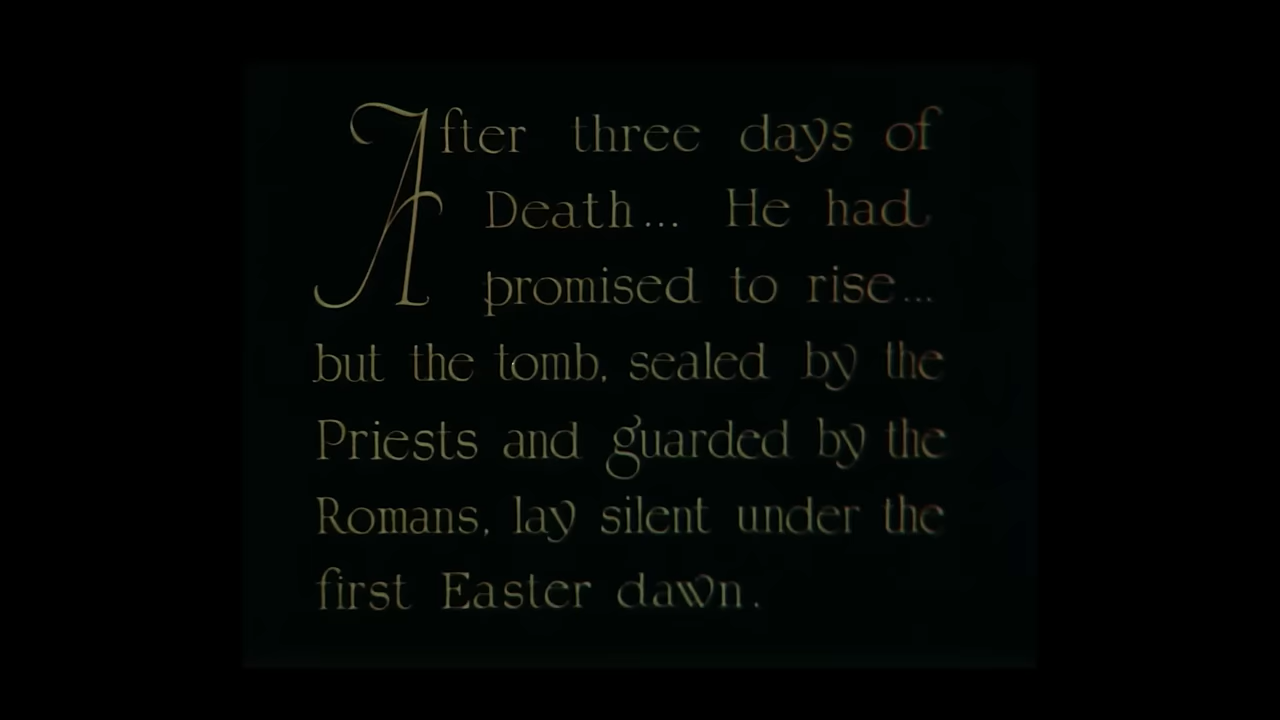 After three days of
Death... He had
promised to rise...
but the tomb, sealed by the
Priests and guarded by the
Romans, lay silent under the
first Easter dawn.